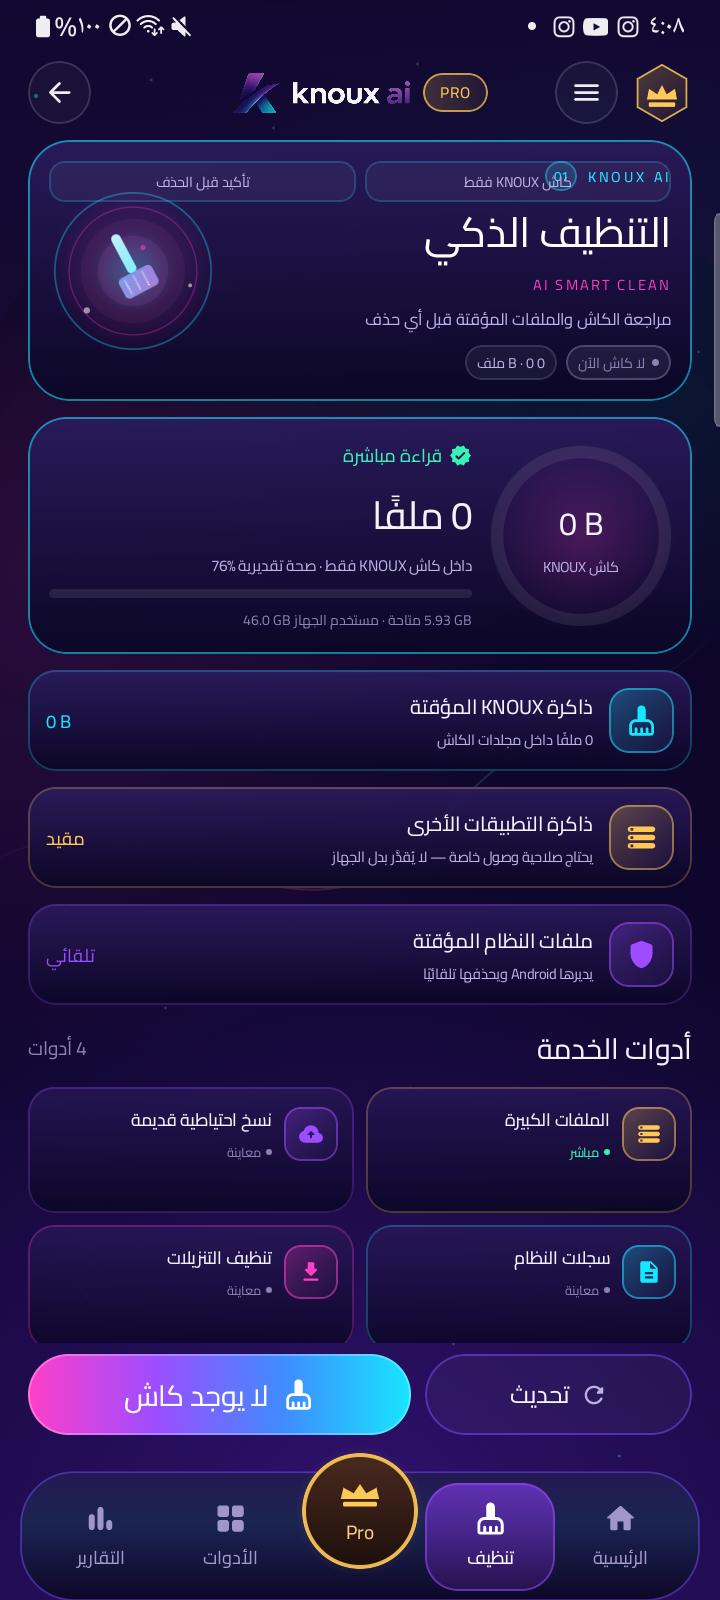 ٤:٠٨
%١٠٠
knoux ai
PRO
KNOUX AI
01
كاش KNOUX فقط
تأكيد قبل الحذف
التنظيف الذكي
AI SMART CLEAN
مراجعة الكاش والملفات المؤقتة قبل أي حذف
لا كاش الآن
0 B · 0 ملف
0 B
كاش KNOUX
قراءة مباشرة
0 ملفًا
داخل كاش KNOUX فقط · صحة تقديرية 76%
5.93 GB متاحة · مستخدم الجهاز 46.0 GB
ذاكرة KNOUX المؤقتة
0 ملفًا داخل مجلدات الكاش
0 B
ذاكرة التطبيقات الأخرى
يحتاج صلاحية وصول خاصة — لا يُقدَّر بدل الجهاز
مقيد
ملفات النظام المؤقتة
يديرها Android ويحذفها تلقائيًا
تلقائي
أدوات الخدمة
4 أدوات
الملفات الكبيرة
مباشر
نسخ احتياطية قديمة
معاينة
سجلات النظام
معاينة
تنظيف التنزيلات
معاينة
تحديث
لا يوجد كاش
الرئيسية
تنظيف
Pro
الأدوات
التقارير